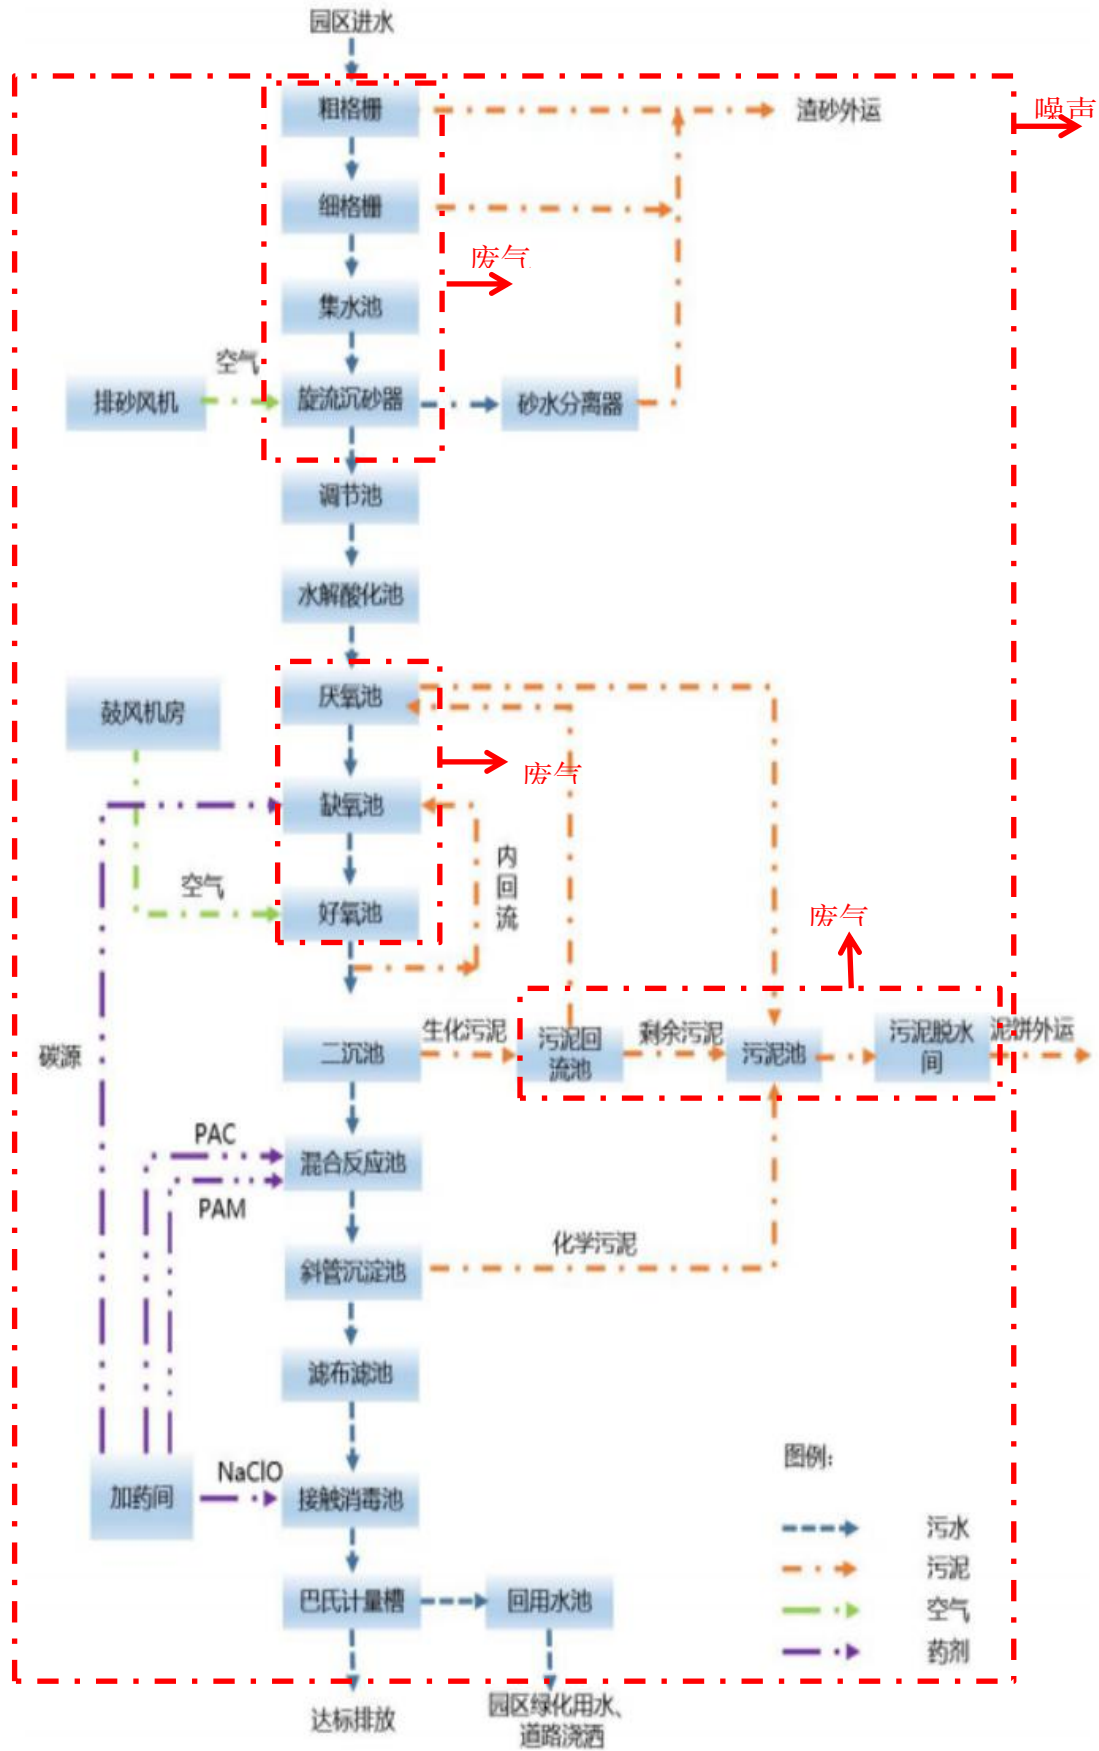 园区进水
粗格栅
渣砂外运
噪声
细格栅
废气
集水池
空气
排砂风机
旋流沉砂器
砂水分离器
调节池
水解酸化池
厌氧池
鼓风机房
废气
缺氧池
内
回
流
空气
好氧池
废气
碳源
二沉池
生化污泥
污泥回
流池
剩余污泥
污泥池
污泥脱水
间
泥饼外运
PAC
混合反应池
PAM
化学污泥
斜管沉淀池
滤布滤池
图例:
加药间
NaClO
接触消毒池
污水
污泥
空气
药剂
巴氏计量槽
回用水池
达标排放
园区绿化用水、
道路浇洒